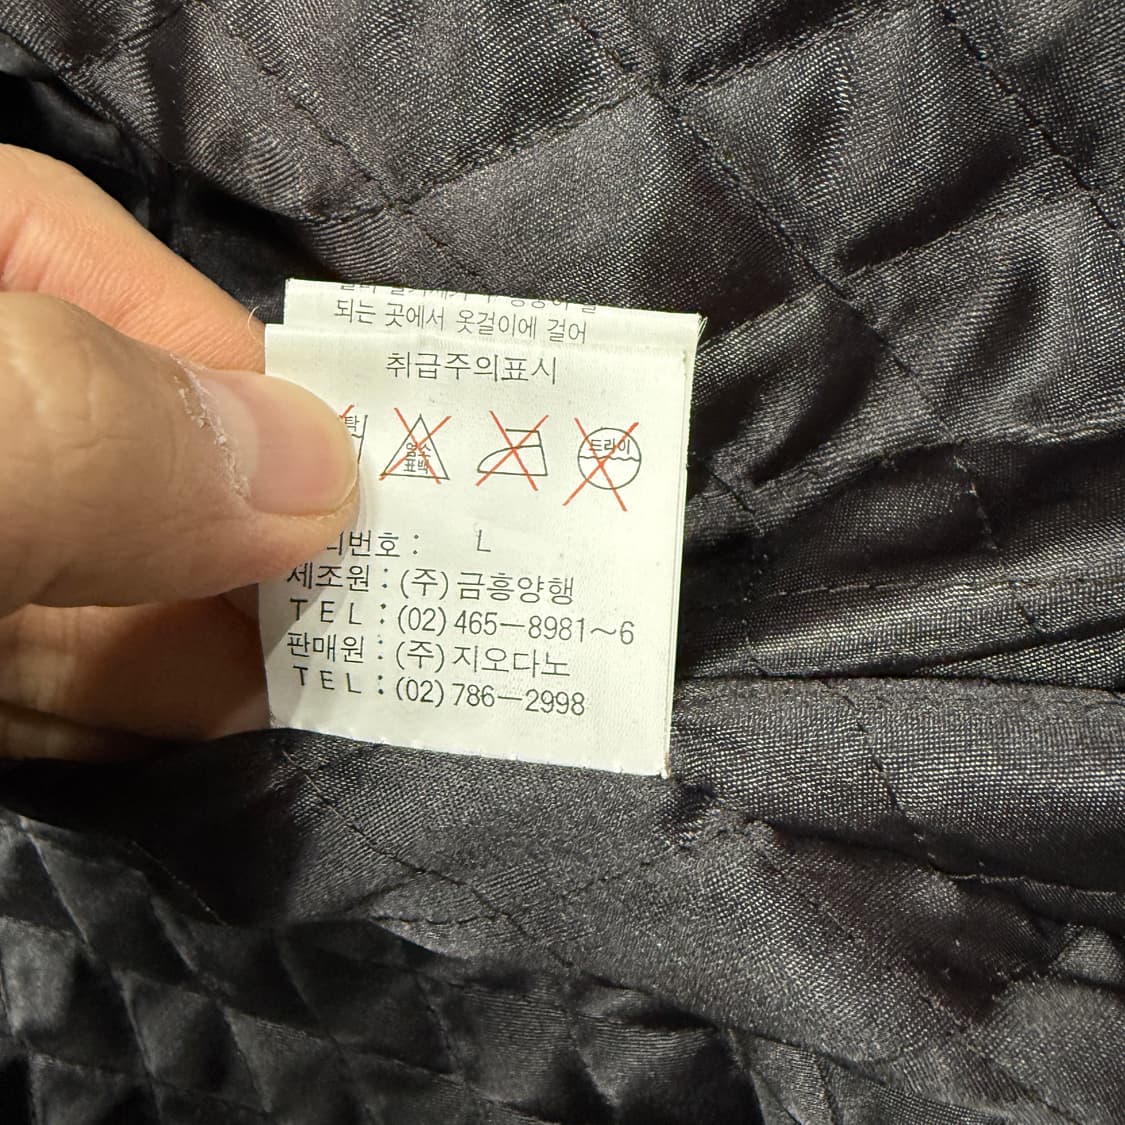 되는 곳에서 옷걸이에 걸어
취급주의표시
탁
염소
표백
드라이
번호 : L
제조원 : (주)금흥양행
TEL : (02)465-8981~6
판매원 : (주)지오다노
TEL : (02)786-2998